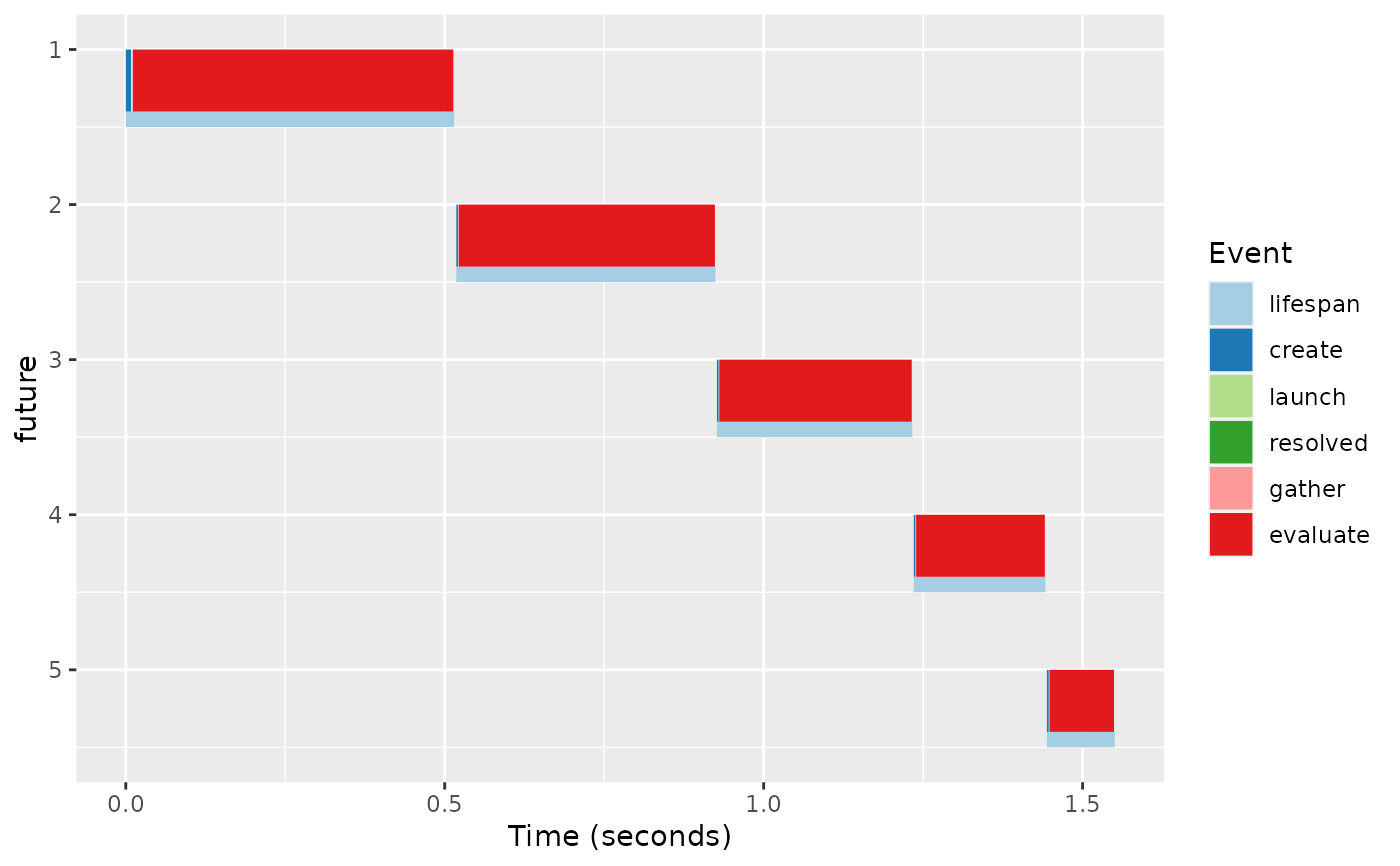 1
2
3
4
5
future
0.0 0.5 1.0 1.5
Time (seconds)
Event
lifespan
create
launch
resolved
gather
evaluate